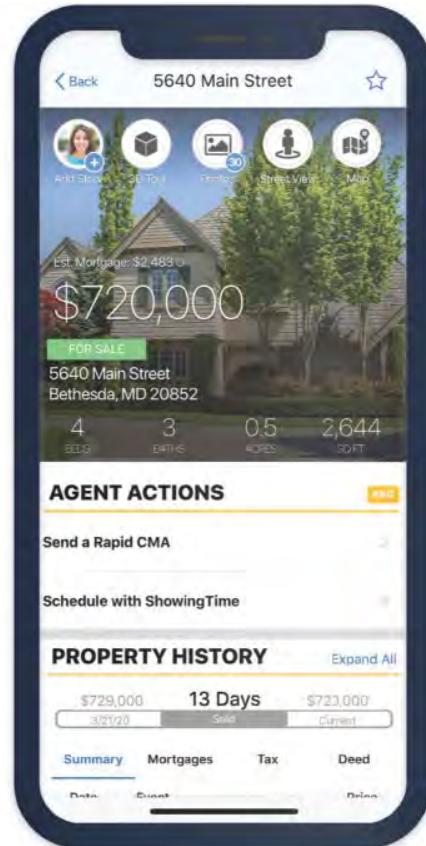 Back 5640 Main Street
Add Story 3D Tour Photos 30 Street View Map
Est. Mortgage: $2,483
$720,000
FOR SALE
5640 Main Street
Bethesda, MD 20852
4 3 0.5 2,644
BEDS BATHS ACRES SQ FT
AGENT ACTIONS
Send a Rapid CMA
Schedule with ShowingTime
PROPERTY HISTORY Expand All
$729,000 13 Days
3/21/20 Sold Current
Summary Mortgages Tax Deed
Date Event Price